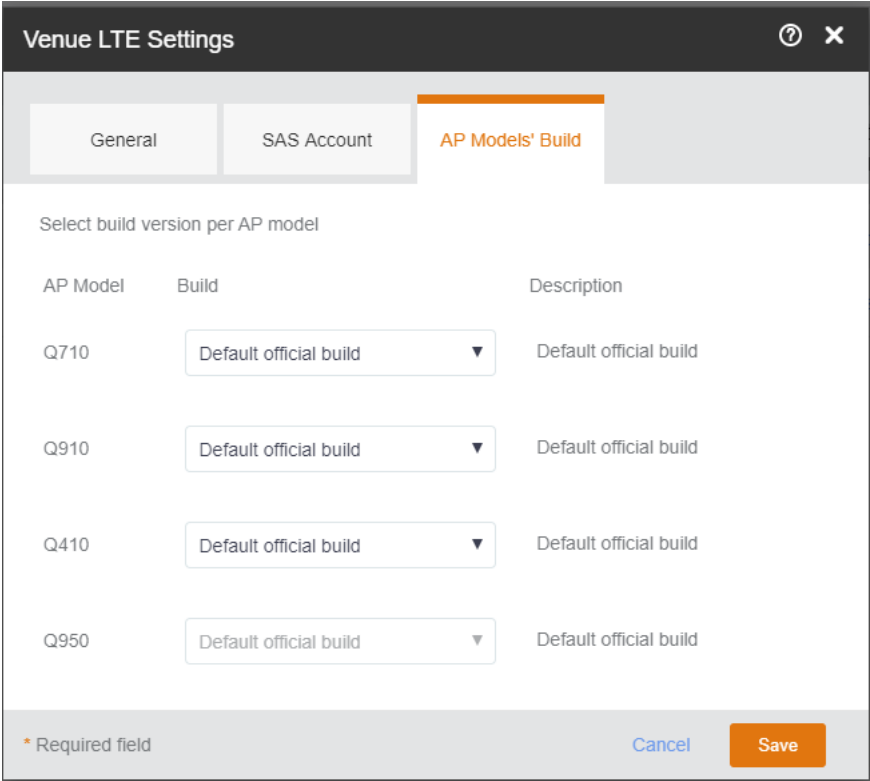 Venue LTE Settings
General SAS Account AP Models' Build
Select build version per AP model
AP Model Build Description
Q710 Default official build Default official build
Q910 Default official build Default official build
Q410 Default official build Default official build
Q950 Default official build Default official build
* Required field Cancel Save